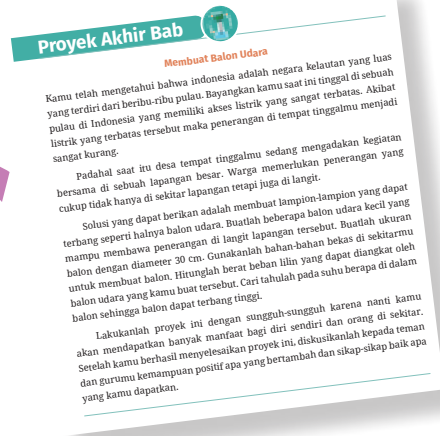 Proyek Akhir Bab
Membuat Balon Udara
Kamu telah mengetahui bahwa indonesia adalah negara kelautan yang luas
yang terdiri dari beribu-ribu pulau. Bayangkan kamu saat ini tinggal di sebuah
pulau di Indonesia yang memiliki akses listrik yang sangat terbatas. Akibat
listrik yang terbatas tersebut maka penerangan di tempat tinggalmu menjadi
sangat kurang.
Padahal saat itu desa tempat tinggalmu sedang mengadakan kegiatan
bersama di sebuah lapangan besar. Warga memerlukan penerangan yang
cukup tidak hanya di sekitar lapangan tetapi juga di langit.
Solusi yang dapat berikan adalah membuat lampion-lampion yang dapat
terbang seperti halnya balon udara. Buatlah beberapa balon udara kecil yang
mampu membawa penerangan di langit lapangan tersebut. Buatlah ukuran
balon dengan diameter 30 cm. Gunakanlah bahan-bahan bekas di sekitarmu
untuk membuat balon. Hitunglah berat beban lilin yang dapat diangkat oleh
balon udara yang kamu buat tersebut. Cari tahulah pada suhu berapa di dalam
balon sehingga balon dapat terbang tinggi.
Lakukanlah proyek ini dengan sungguh-sungguh karena nanti kamu
akan mendapatkan banyak manfaat bagi diri sendiri dan orang di sekitar.
Setelah kamu berhasil menyelesaikan proyek ini, diskusikanlah kepada teman
dan gurumu kemampuan positif apa yang bertambah dan sikap-sikap baik apa
yang kamu dapatkan.